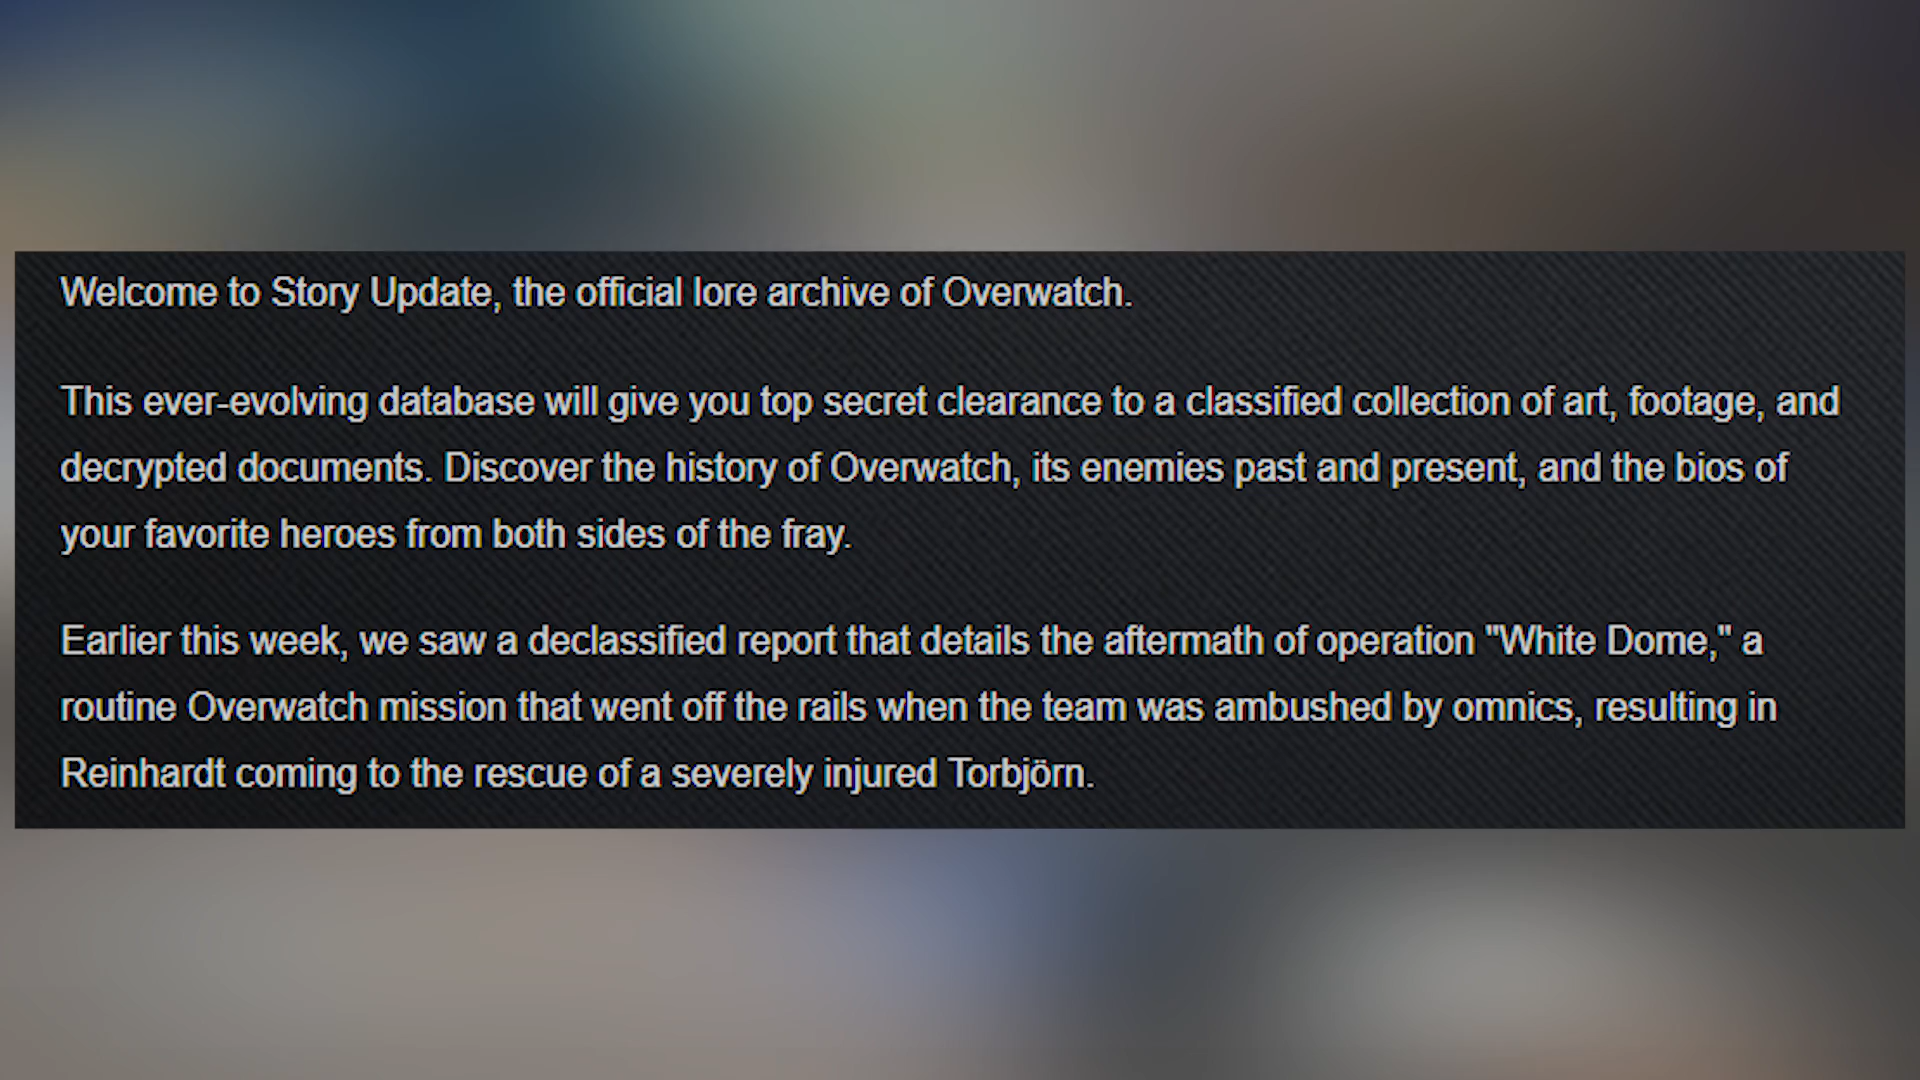 Welcome to Story Update, the official lore archive of Overwatch.
This ever-evolving database will give you top secret clearance to a classified collection of art, footage, and
decrypted documents. Discover the history of Overwatch, its enemies past and present, and the bios of
your favorite heroes from both sides of the fray.
Earlier this week, we saw a declassified report that details the aftermath of operation "White Dome," a
routine Overwatch mission that went off the rails when the team was ambushed by omnics, resulting in
Reinhardt coming to the rescue of a severely injured Torbjörn.